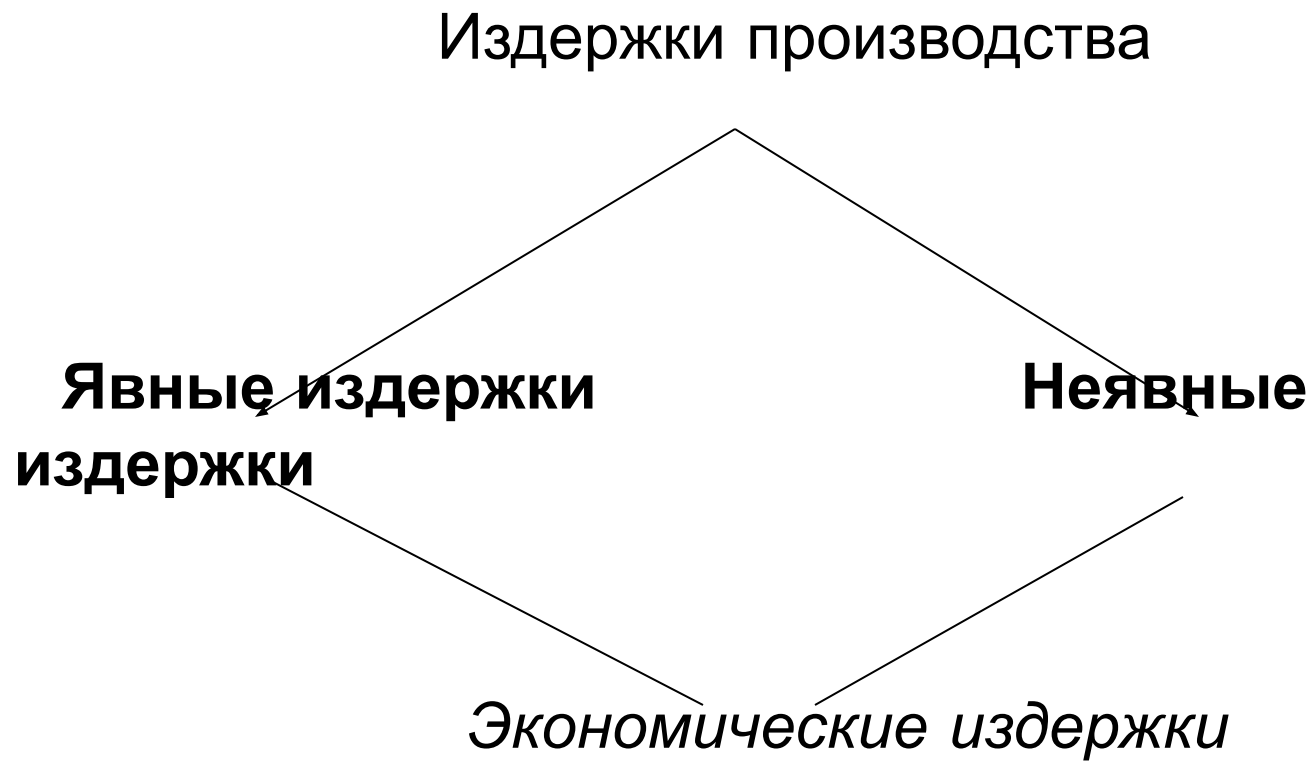 Издержки производства
Явные издержки Неявные
издержки
Экономические издержки